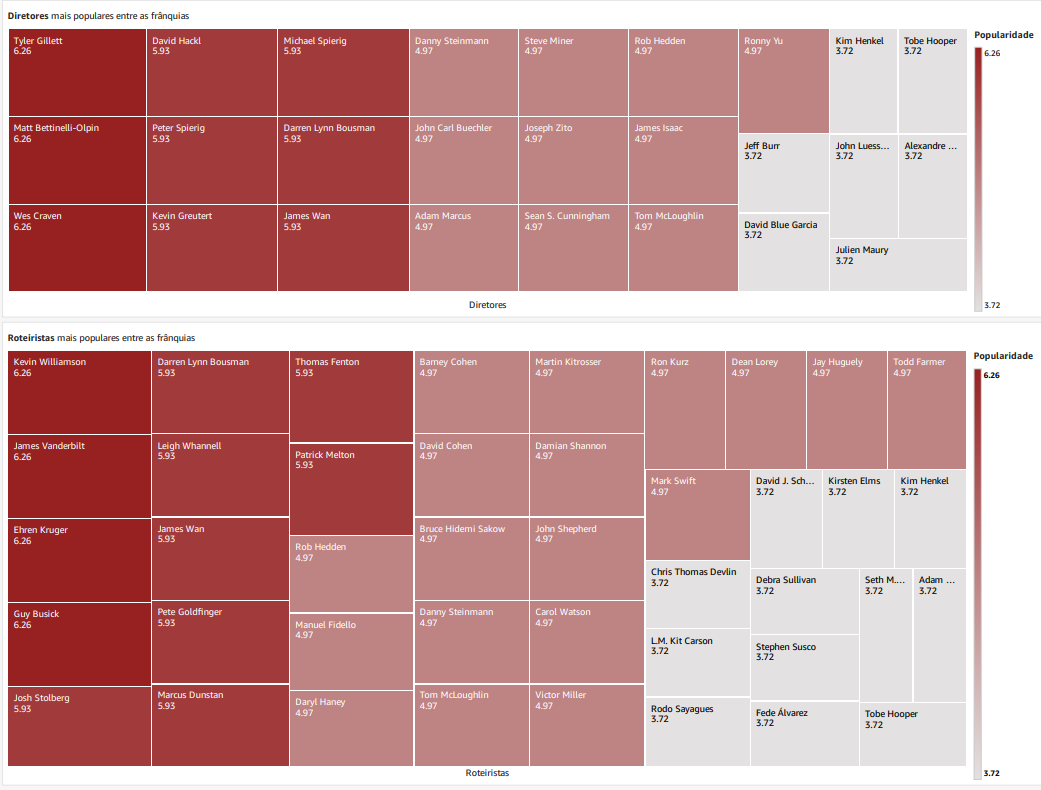 Diretores mais populares entre as frânquias
Tyler Gillett
6.26
David Hackl
5.93
Michael Spierig
5.93
Danny Steinmann
4.97
Steve Miner
4.97
Rob Hedden
4.97
Ronny Yu
4.97
Kim Henkel
3.72
Tobe Hooper
3.72
Matt Bettinelli-Olpin
6.26
Peter Spierig
5.93
Darren Lynn Bousman
5.93
John Carl Buechler
4.97
Joseph Zito
4.97
James Isaac
4.97
Jeff Burr
3.72
John Luess...
3.72
Alexandre ...
3.72
Wes Craven
6.26
Kevin Greutert
5.93
James Wan
5.93
Adam Marcus
4.97
Sean S. Cunningham
4.97
Tom McLoughlin
4.97
David Blue Garcia
3.72
Julien Maury
3.72
Diretores
Popularidade
6.26
3.72
Roteiristas mais populares entre as frânquias
Kevin Williamson
6.26
Darren Lynn Bousman
5.93
Thomas Fenton
5.93
Barney Cohen
4.97
Martin Kitrosser
4.97
Ron Kurz
4.97
Dean Lorey
4.97
Jay Huguely
4.97
Todd Farmer
4.97
James Vanderbilt
6.26
Leigh Whannell
5.93
Patrick Melton
5.93
David Cohen
4.97
Damian Shannon
4.97
Mark Swift
4.97
David J. Sch...
3.72
Kirsten Elms
3.72
Kim Henkel
3.72
Ehren Kruger
6.26
James Wan
5.93
Rob Hedden
4.97
Bruce Hidemi Sakow
4.97
John Shepherd
4.97
Chris Thomas Devlin
3.72
Debra Sullivan
3.72
Seth M....
3.72
Adam ...
3.72
Guy Busick
6.26
Pete Goldfinger
5.93
Manuel Fidello
4.97
Danny Steinmann
4.97
Carol Watson
4.97
L.M. Kit Carson
3.72
Stephen Susco
3.72
Josh Stolberg
5.93
Marcus Dunstan
5.93
Daryl Haney
4.97
Tom McLoughlin
4.97
Victor Miller
4.97
Rodo Sayagues
3.72
Fede Álvarez
3.72
Tobe Hooper
3.72
Roteiristas
Popularidade
6.26
3.72